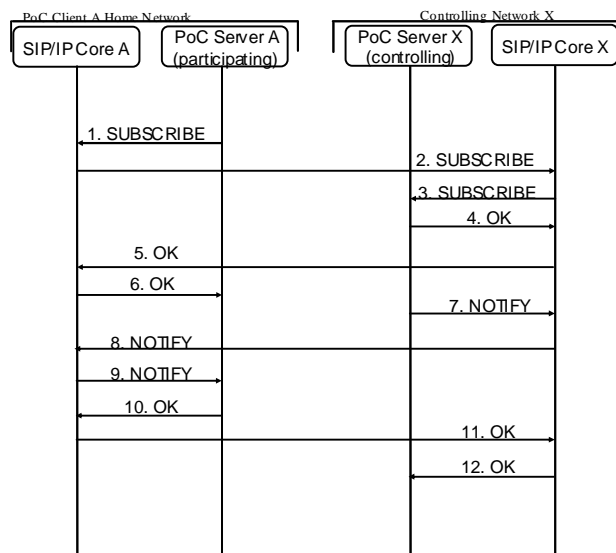 PoC Client A Home Network
Controlling Network X
SIP/IP Core A
PoC Server A
(participating)
PoC Server X
(controlling)
SIP/IP Core X
1. SUBSCRIBE
2. SUBSCRIBE
3. SUBSCRIBE
4. OK
5. OK
6. OK
7. NOTIFY
8. NOTIFY
9. NOTIFY
10. OK
11. OK
12. OK